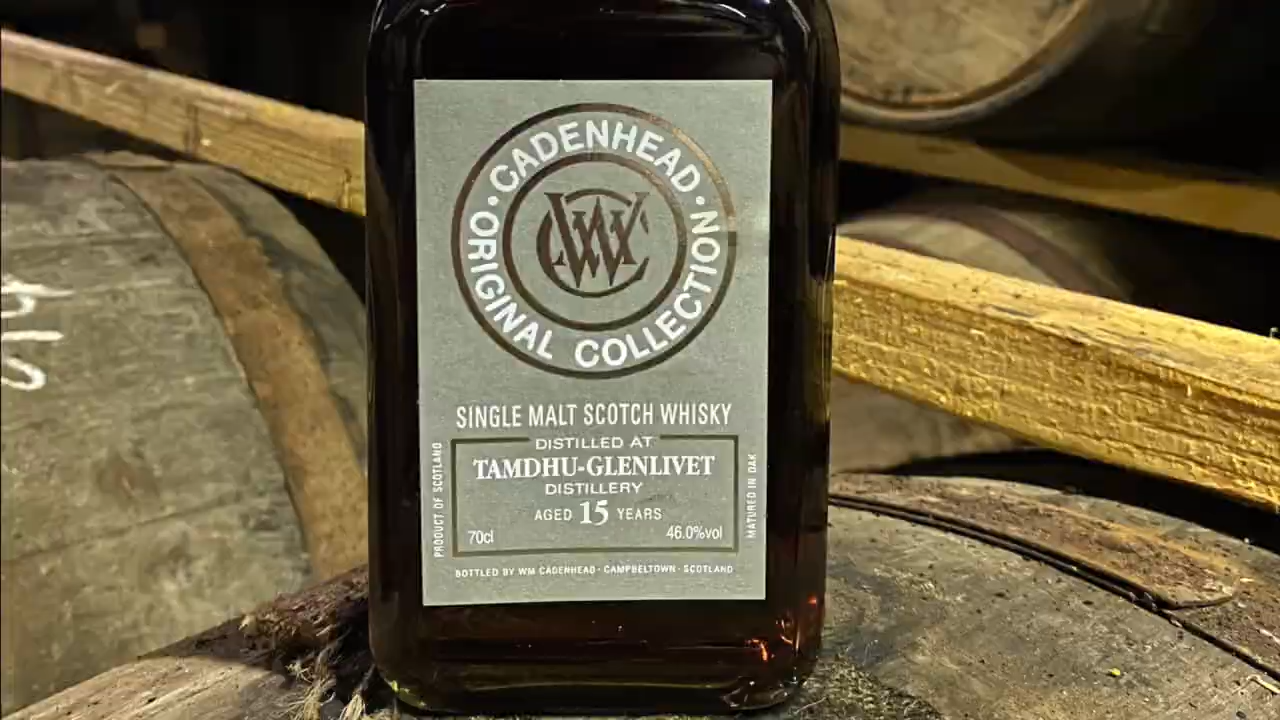 · CADENHEAD ·
ORIGINAL COLLECTION
WC
SINGLE MALT SCOTCH WHISKY
DISTILLED AT
TAMDHU-GLENLIVET
DISTILLERY
AGED 15 YEARS
70cl 46.0%vol
PRODUCT OF SCOTLAND
MATURED IN OAK
BOTTLED BY WM CADENHEAD · CAMPBELTOWN · SCOTLAND